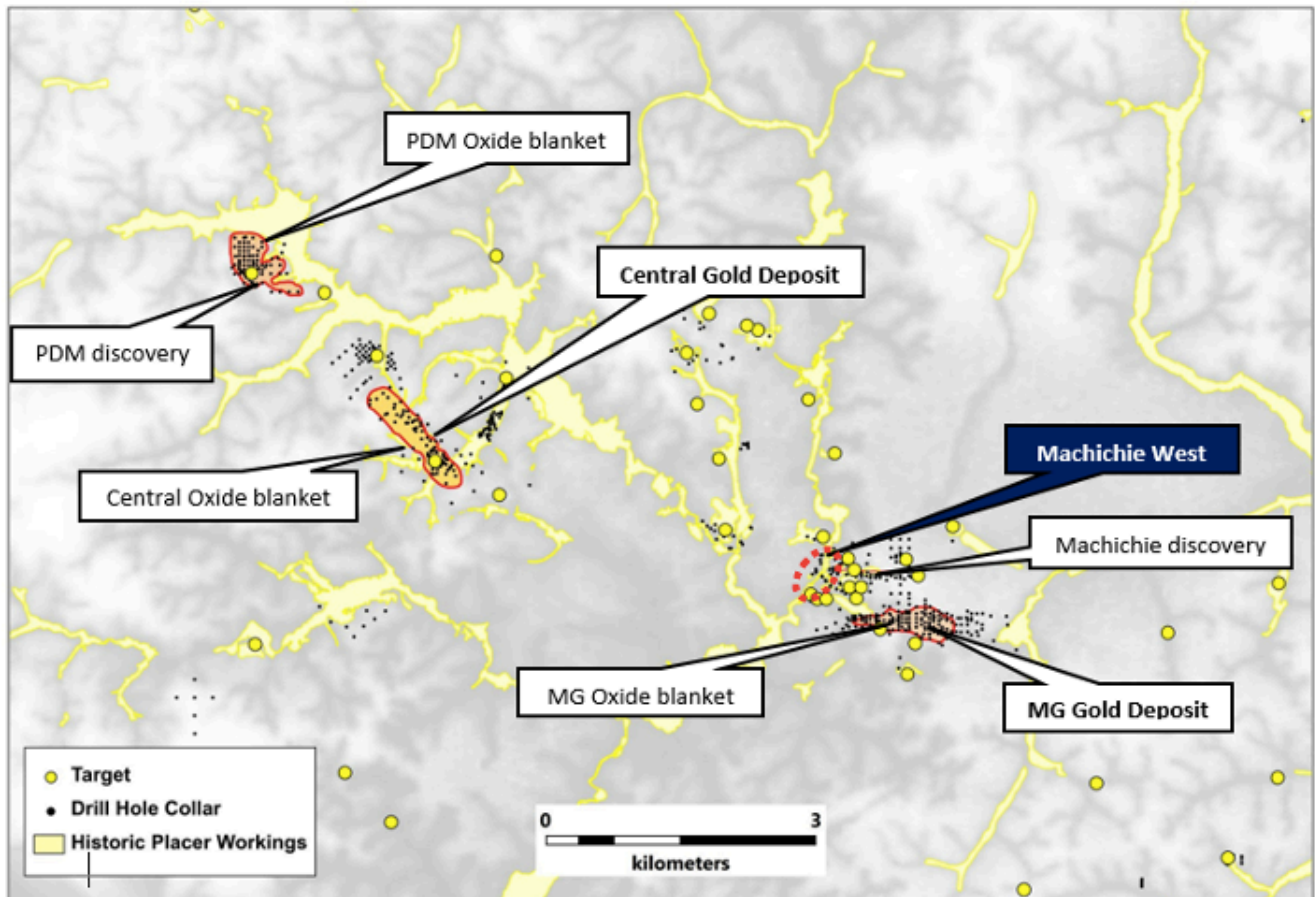 PDM Oxide blanket
Central Gold Deposit
PDM discovery
Machichie West
Central Oxide blanket
Machichie discovery
MG Oxide blanket
MG Gold Deposit
Target
Drill Hole Collar
Historic Placer Workings
0 3
kilometers